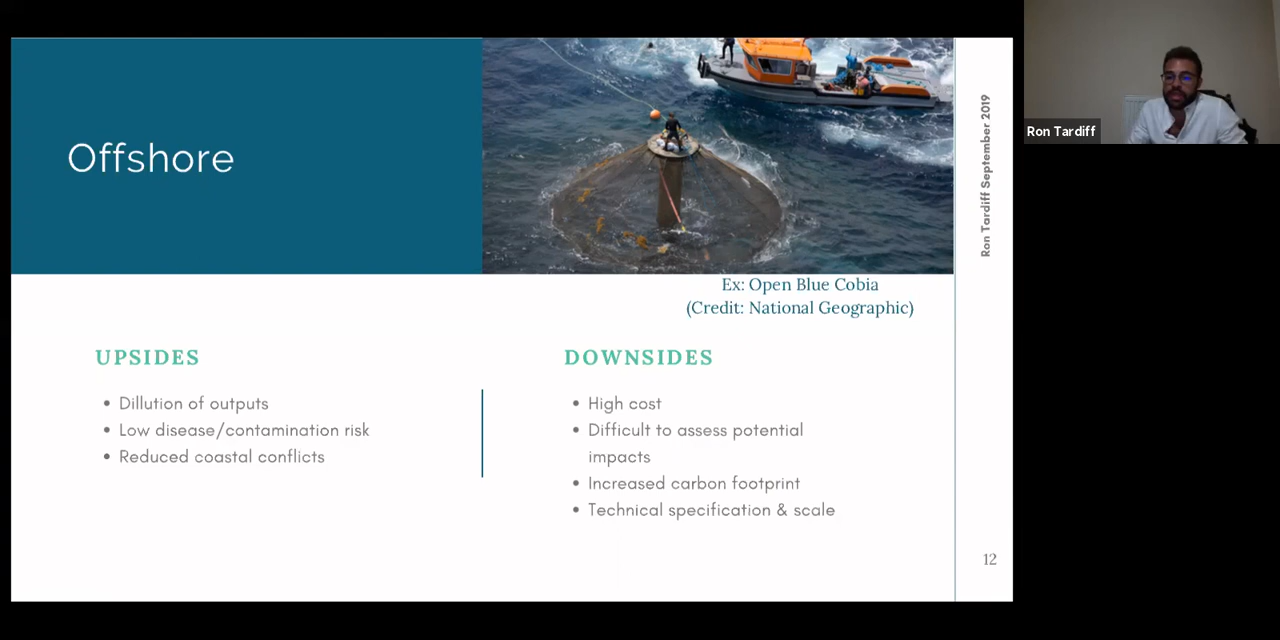 Offshore
Ex: Open Blue Cobia
(Credit: National Geographic)
UPSIDES
Dillution of outputs
Low disease/contamination risk
Reduced coastal conflicts
DOWNSIDES
High cost
Difficult to assess potential
impacts
Increased carbon footprint
Technical specification & scale
Ron Tardiff September 2019
12
Ron Tardiff